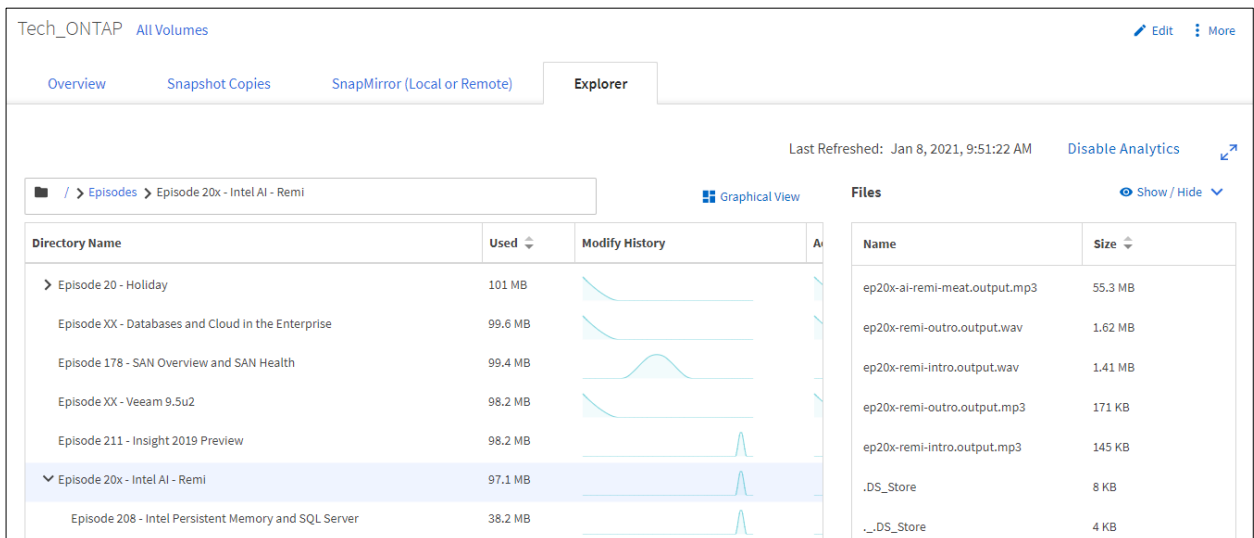 Tech_ONTAP All Volumes
Edit More
Overview Snapshot Copies SnapMirror (Local or Remote) Explorer
Last Refreshed: Jan 8, 2021, 9:51:22 AM Disable Analytics
/ Episodes Episode 20x - Intel AI - Remi
Graphical View
Files Show / Hide
Directory Name Used Modify History
Name Size
Episode 20 - Holiday 101 MB
ep20x-ai-remi-meat.output.mp3 55.3 MB
Episode XX - Databases and Cloud in the Enterprise 99.6 MB
ep20x-remi-outro.output.wav 1.62 MB
Episode 178 - SAN Overview and SAN Health 99.4 MB
ep20x-remi-intro.output.wav 1.41 MB
Episode XX - Veeam 9.5u2 98.2 MB
ep20x-remi-outro.output.mp3 171 KB
Episode 211 - Insight 2019 Preview 98.2 MB
ep20x-remi-intro.output.mp3 145 KB
Episode 20x - Intel AI - Remi 97.1 MB
.DS_Store 8 KB
Episode 208 - Intel Persistent Memory and SQL Server 38.2 MB
._.DS_Store 4 KB